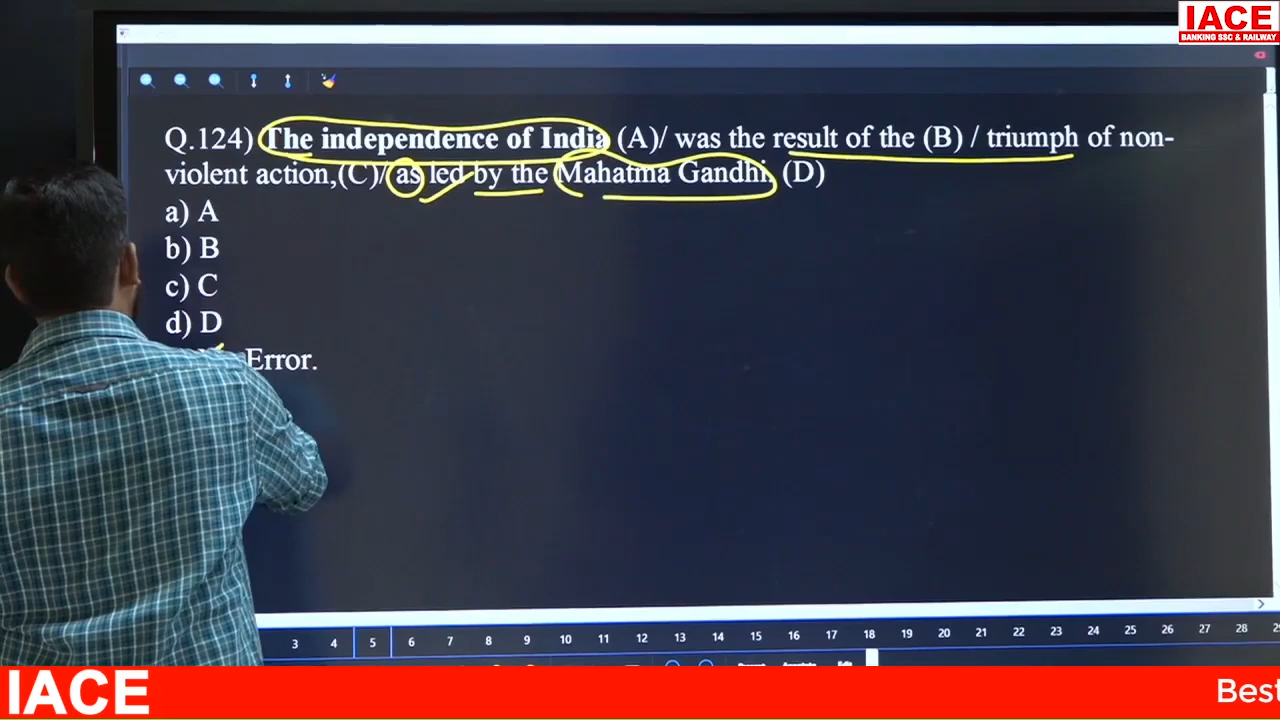 IACE
BANKING SSC & RAILWAY
Q.124) The independence of India (A)/ was the result of the (B) / triumph of non-
violent action,(C)/ as led by the Mahatma Gandhi. (D)
a) A
b) B
c) C
d) D
Error.
3 4 5 6 7 8 9 10 11 12 13 14 15 16 17 18 19 20 21 22 23 24 25 26 27 28
IACE
Best